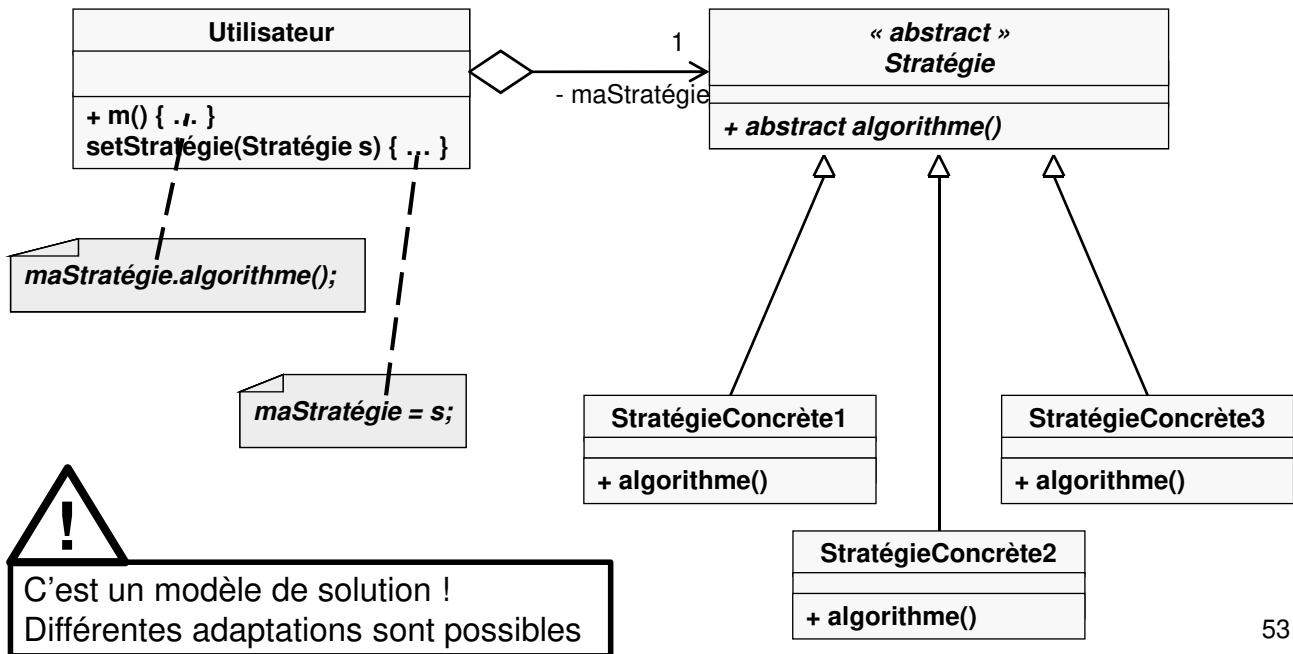 Utilisateur
+ m() { ... }
setStratégie(Stratégie s) { ... }
1
- maStratégie
« abstract »
Stratégie
+ abstract algorithme()
maStratégie.algorithme();
maStratégie = s;
StratégieConcrète1
+ algorithme()
StratégieConcrète3
+ algorithme()
StratégieConcrète2
+ algorithme()
!
C'est un modèle de solution !
Différentes adaptations sont possibles
53